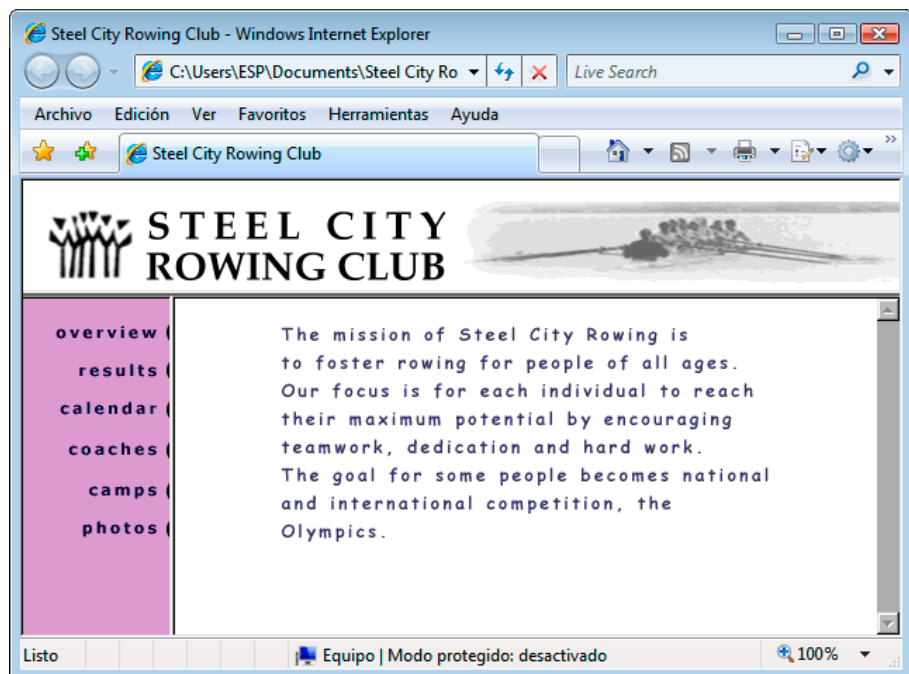 Steel City Rowing Club - Windows Internet Explorer
C:\Users\ESP\Documents\Steel City Ro
Live Search
Archivo Edición Ver Favoritos Herramientas Ayuda
Steel City Rowing Club
STEEL CITY
ROWING CLUB
overview
results
calendar
coaches
camps
photos
The mission of Steel City Rowing is
to foster rowing for people of all ages.
Our focus is for each individual to reach
their maximum potential by encouraging
teamwork, dedication and hard work.
The goal for some people becomes national
and international competition, the
Olympics.
Listo Equipo | Modo protegido: desactivado 100%